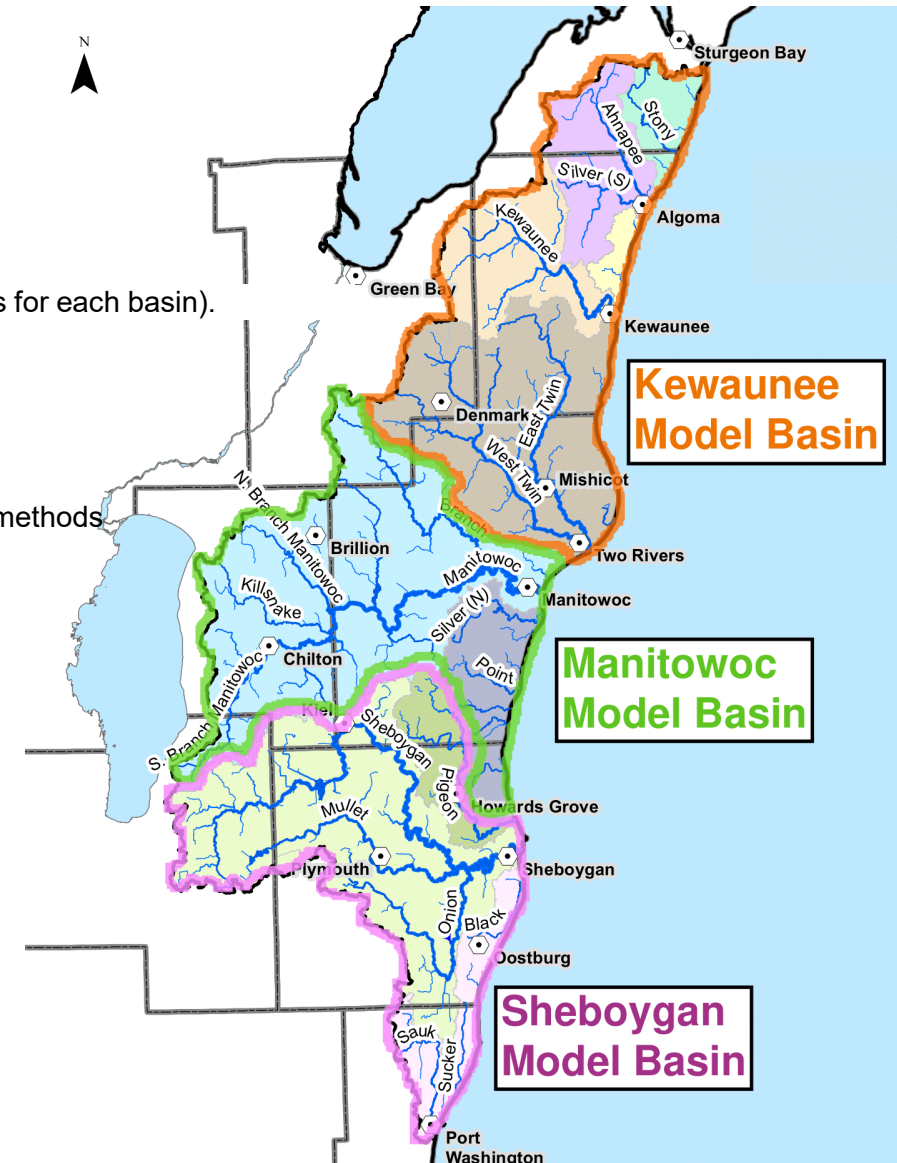 N
Sturgeon Bay
Stony
Ahnapee
Silver (S)
Algoma
Kewaunee
Green Bay
s for each basin).
Kewaunee
Kewaunee
Model Basin
Denmark
East Twin
West Twin
Mishicot
N. Branch Manitowoc
Branch
methods
Brillion
Two Rivers
Manitowoc
Killsnake
Manitowoc
Silver (N)
Chilton
Manitowoc
Model Basin
Point
S. Branch Manitowoc
Kiel
Sheboygan
Pigeon
Howards Grove
Mullet
Plymouth
Sheboygan
Onion
Black
Oostburg
Sheboygan
Model Basin
Sauk
Sucker
Port
Washington